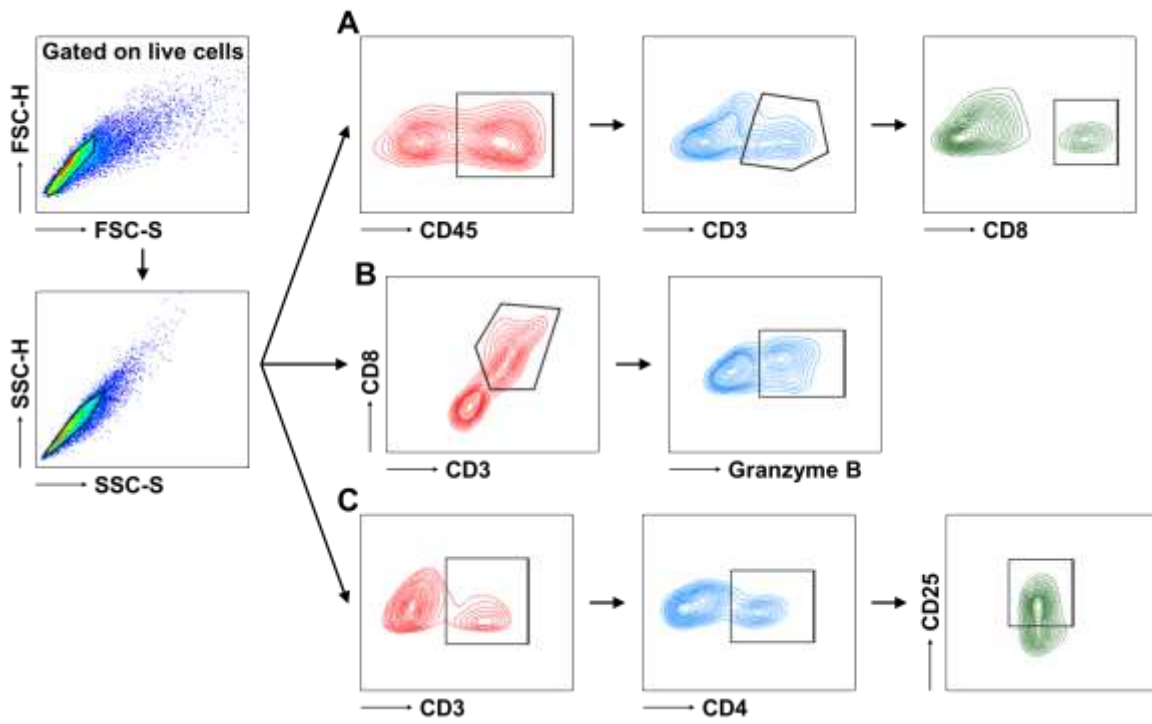 Gated on live cells
FSC-H
FSC-S
SSC-H
SSC-S
A
CD45
CD3
CD8
B
CD8
CD3
Granzyme B
C
CD3
CD4
CD25